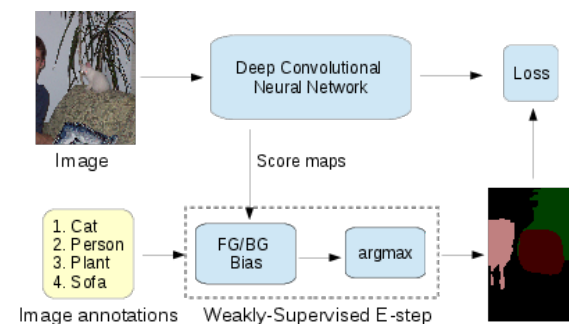 Deep Convolutional
Neural Network
Loss
Image
Score maps
1. Cat
2. Person
3. Plant
4. Sofa
FG/BG
Bias
argmax
Image annotations
Weakly-Supervised E-step